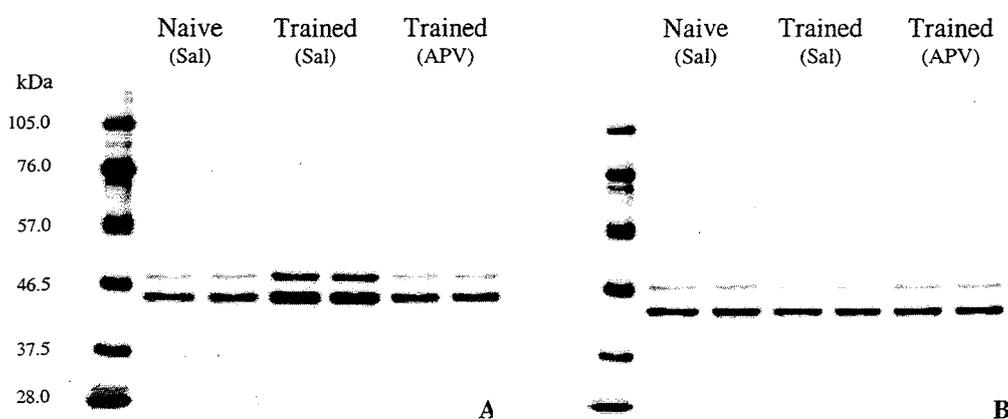 Naive Trained Trained
(Sal) (Sal) (APV)
Naive Trained Trained
(Sal) (Sal) (APV)
kDa
105.0
76.0
57.0
46.5
37.5
28.0
A
B